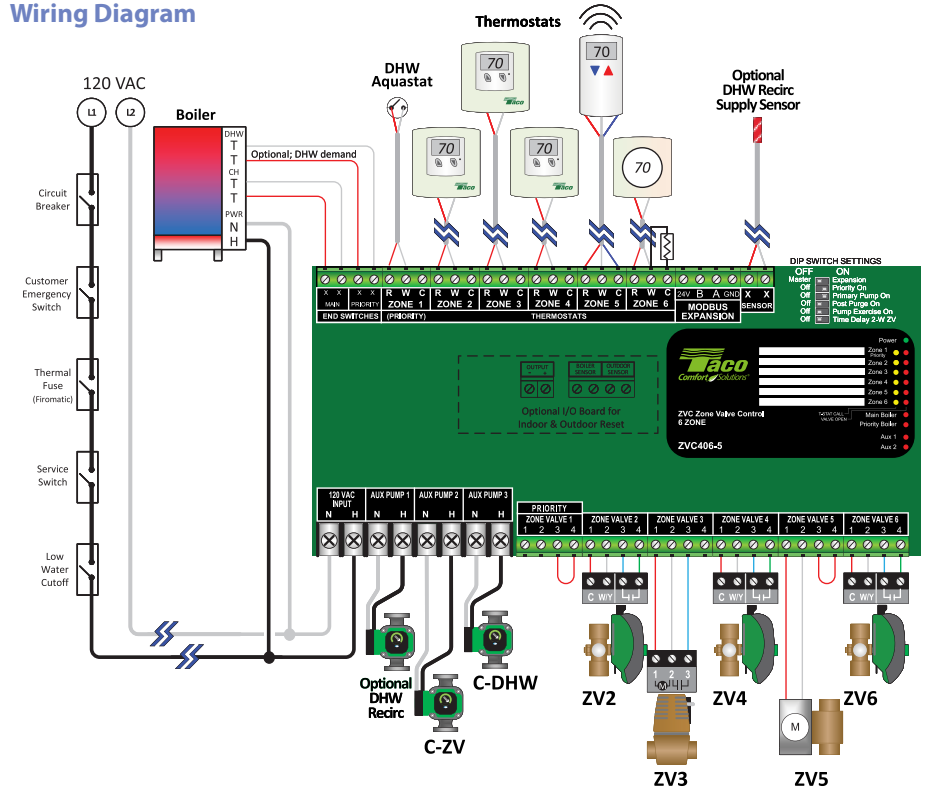 Wiring Diagram
Thermostats
120 VAC
L1
L2
Boiler
DHW
T
T
CH
T
T
PWR
N
H
Optional; DHW demand
DHW
Aquastat
70
70
70
70
70
Taco
Taco
Taco
Optional
DHW Recirc
Supply Sensor
Circuit
Breaker
Customer
Emergency
Switch
Thermal
Fuse
(Firomatic)
Service
Switch
Low
Water
Cutoff
X X X X R W C R W C R W C R W C R W C R W C 24V B A GND X X
MAIN PRIORITY ZONE 1 ZONE 2 ZONE 3 ZONE 4 ZONE 5 ZONE 6 MODBUS SENSOR
END SWITCHES (PRIORITY) THERMOSTATS EXPANSION
DIP SWITCH SETTINGS
OFF ON
Master Expansion
Off Priority On
Off Primary Pump On
Off Post Purge On
Off Pump Exercise On
Off Time Delay 2-W ZV
OUTPUT
- +
BOILER
SENSOR
OUTDOOR
SENSOR
Optional I/O Board for
Indoor & Outdoor Reset
Taco
Comfort Solutions®
ZVC Zone Valve Control
6 ZONE
ZVC406-5
Power
Zone 1
Priority
Zone 2
Zone 3
Zone 4
Zone 5
Zone 6
T-STAT CALL
VALVE OPEN
Main Boiler
Priority Boiler
Aux 1
Aux 2
120 VAC
INPUT
N H
AUX PUMP 1
N H
AUX PUMP 2
N H
AUX PUMP 3
N H
PRIORITY
ZONE VALVE 1
1 2 3 4
ZONE VALVE 2
1 2 3 4
ZONE VALVE 3
1 2 3 4
ZONE VALVE 4
1 2 3 4
ZONE VALVE 5
1 2 3 4
ZONE VALVE 6
1 2 3 4
C W/Y
C W/Y
C W/Y
1 2 3
M
M
Optional
DHW
Recirc
C-ZV
C-DHW
ZV2
ZV3
ZV4
ZV5
ZV6